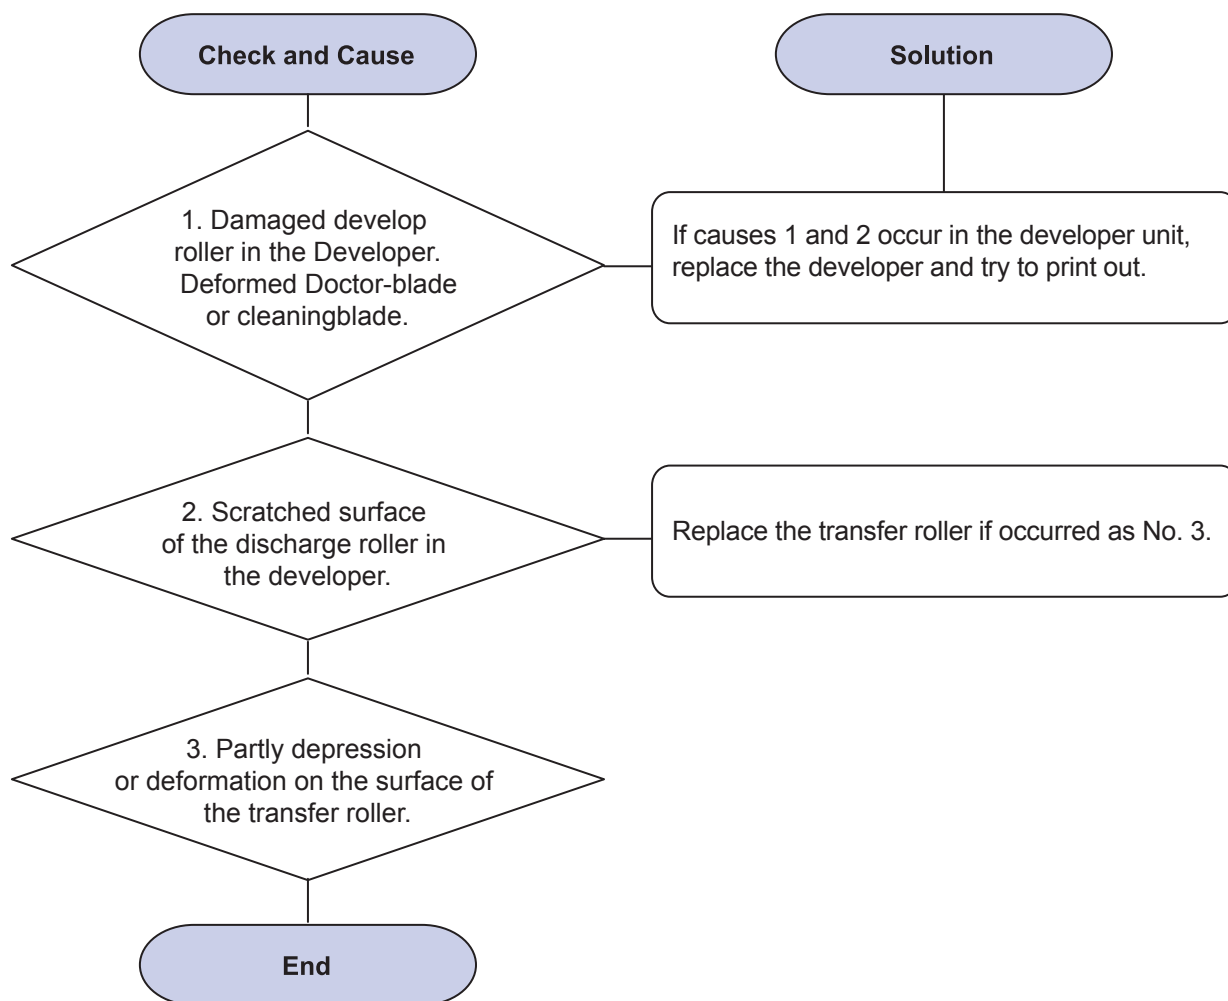 Check and Cause
Solution
1. Damaged develop
roller in the Developer.
Deformed Doctor-blade
or cleaningblade.
If causes 1 and 2 occur in the developer unit,
replace the developer and try to print out.
2. Scratched surface
of the discharge roller in
the developer.
Replace the transfer roller if occurred as No. 3.
3. Partly depression
or deformation on the surface of
the transfer roller.
End